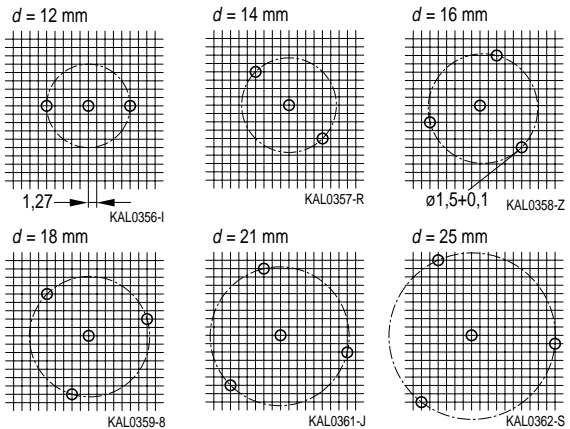 d = 12 mm
d = 14 mm
d = 16 mm
1,27
KAL0356-I
KAL0357-R
ø1,5+0,1
KAL0358-Z
d = 18 mm
d = 21 mm
d = 25 mm
KAL0359-8
KAL0361-J
KAL0362-S